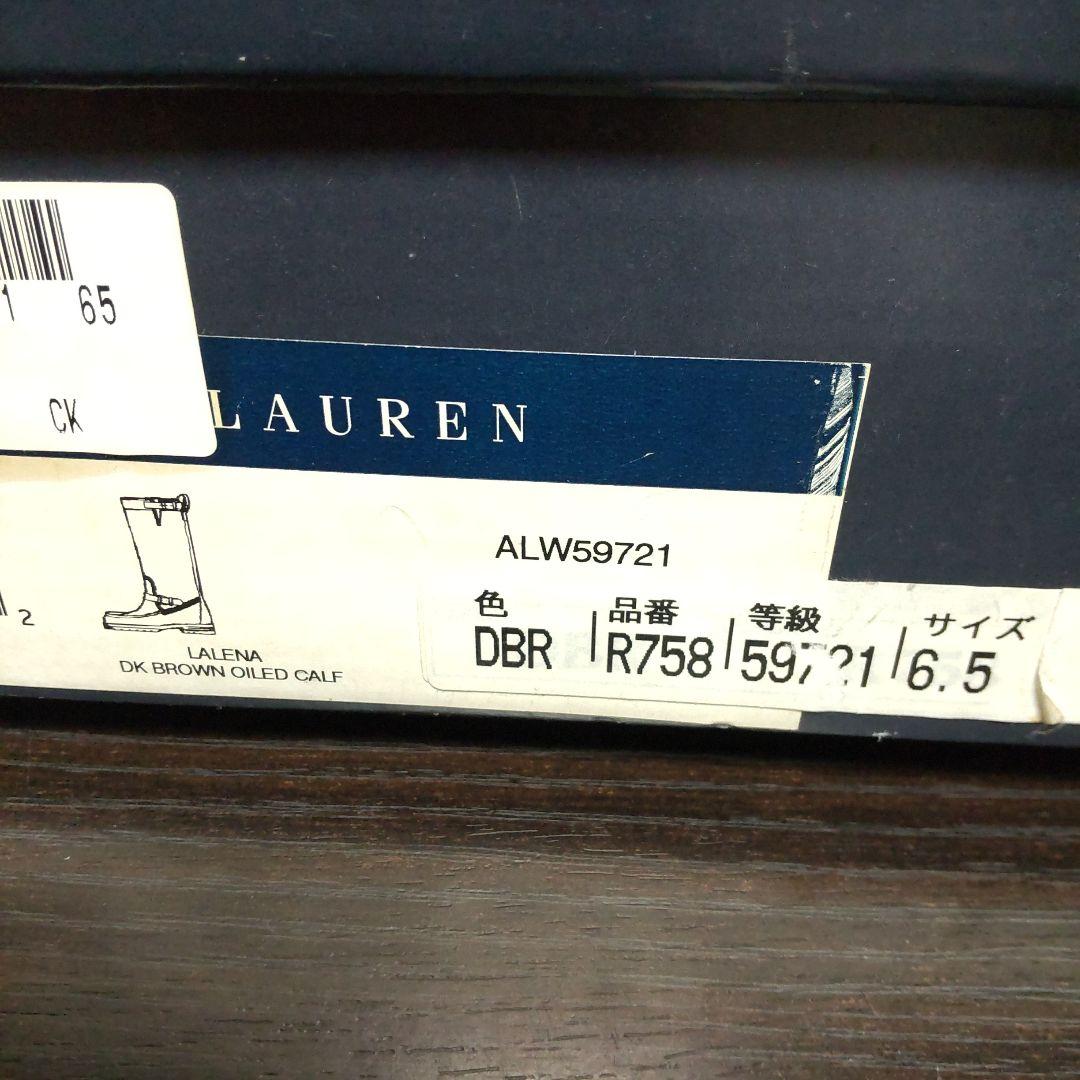 1 65
CK
LAUREN
ALW59721
2
LALENA
DK BROWN OILED CALF
色 品番 等級 サイズ
DBR R758 59721 6.5